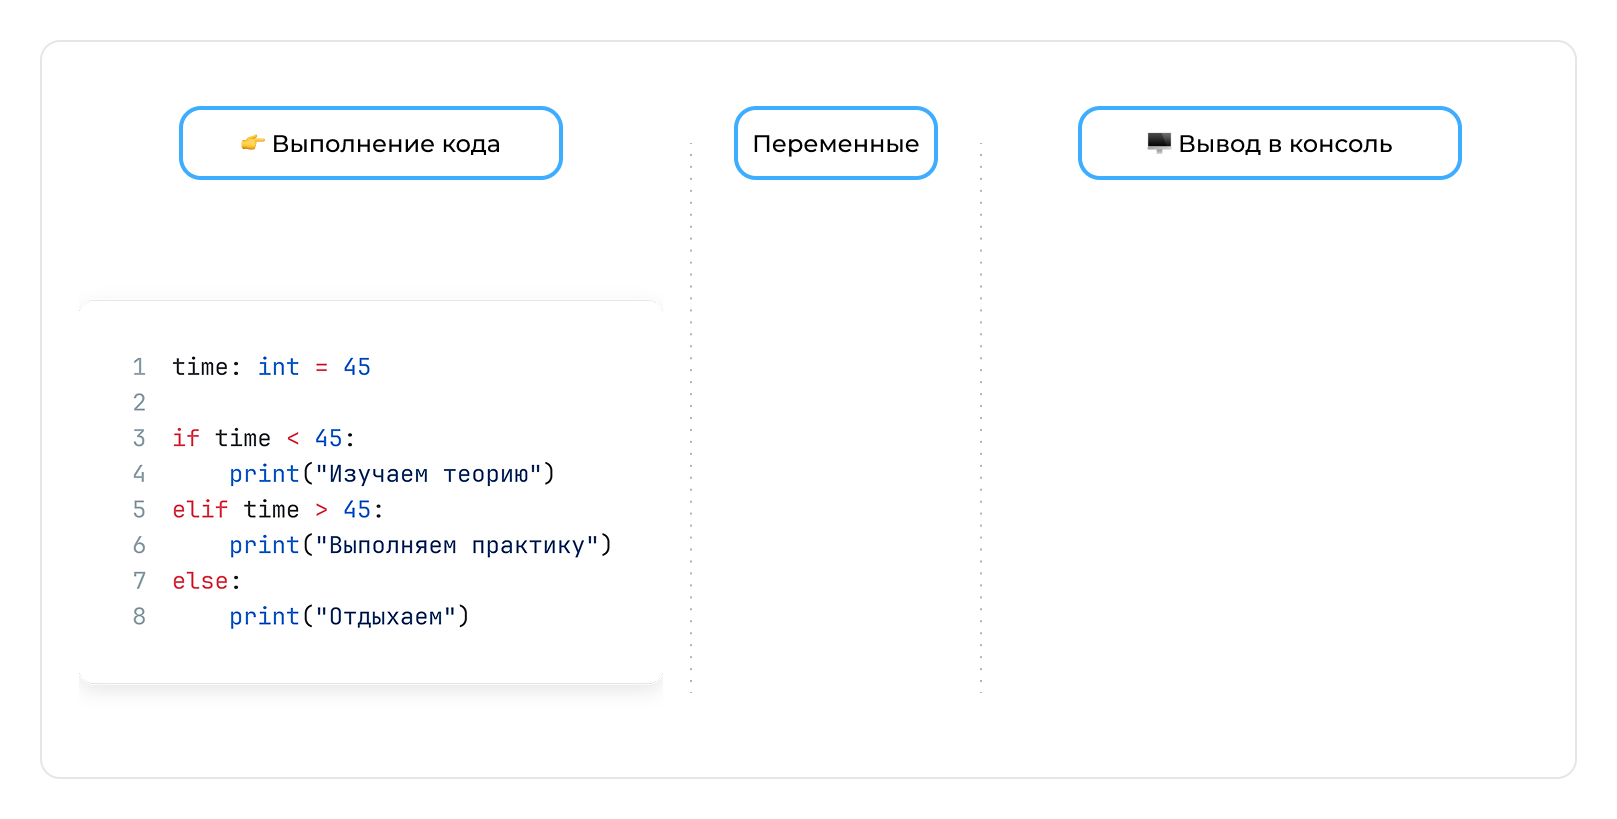 👉 Выполнение кода
Переменные
🖥️ Вывод в консоль
1 time: int = 45
2
3 if time < 45:
4     print("Изучаем теорию")
5 elif time > 45:
6     print("Выполняем практику")
7 else:
8     print("Отдыхаем")